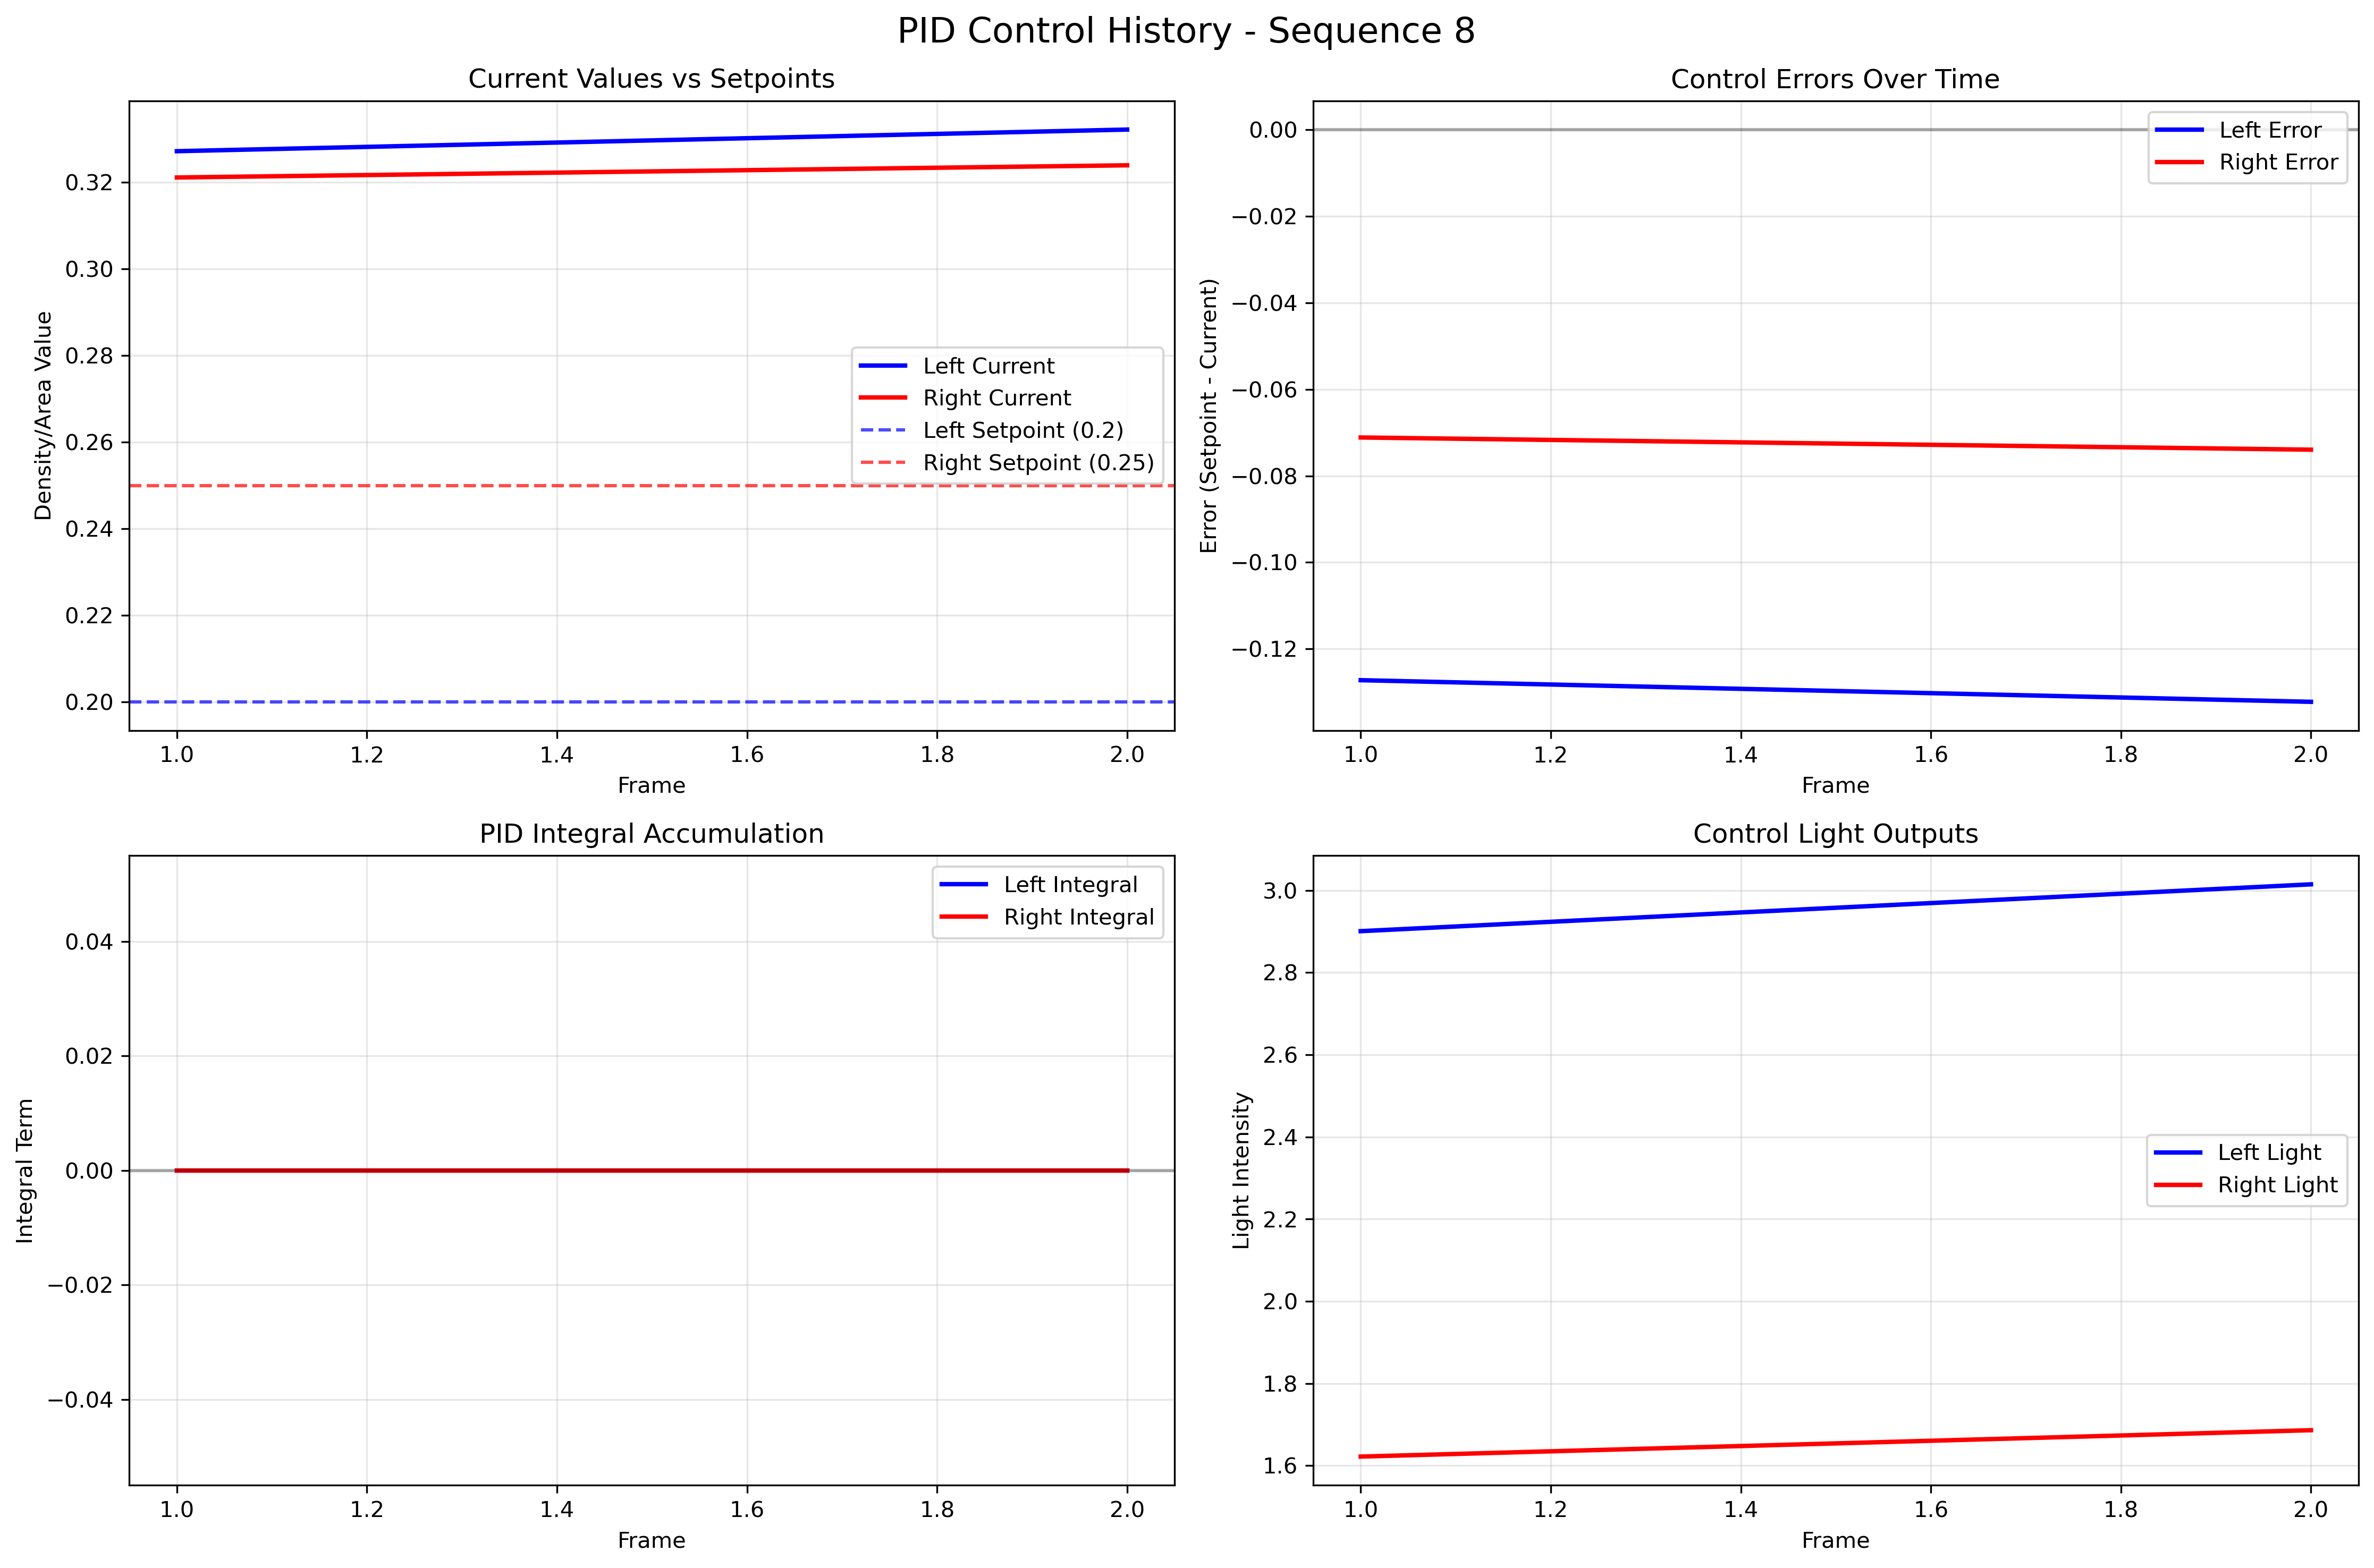 PID Control History - Sequence 8
Current Values vs Setpoints
Density/Area Value
0.32
0.30
0.28
0.26
0.24
0.22
0.20
Left Current
Right Current
Left Setpoint (0.2)
Right Setpoint (0.25)
1.0 1.2 1.4 1.6 1.8 2.0
Frame
Control Errors Over Time
Error (Setpoint - Current)
0.00
−0.02
−0.04
−0.06
−0.08
−0.10
−0.12
Left Error
Right Error
1.0 1.2 1.4 1.6 1.8 2.0
Frame
PID Integral Accumulation
Integral Term
0.04
0.02
0.00
−0.02
−0.04
Left Integral
Right Integral
1.0 1.2 1.4 1.6 1.8 2.0
Frame
Control Light Outputs
Light Intensity
3.0
2.8
2.6
2.4
2.2
2.0
1.8
1.6
Left Light
Right Light
1.0 1.2 1.4 1.6 1.8 2.0
Frame